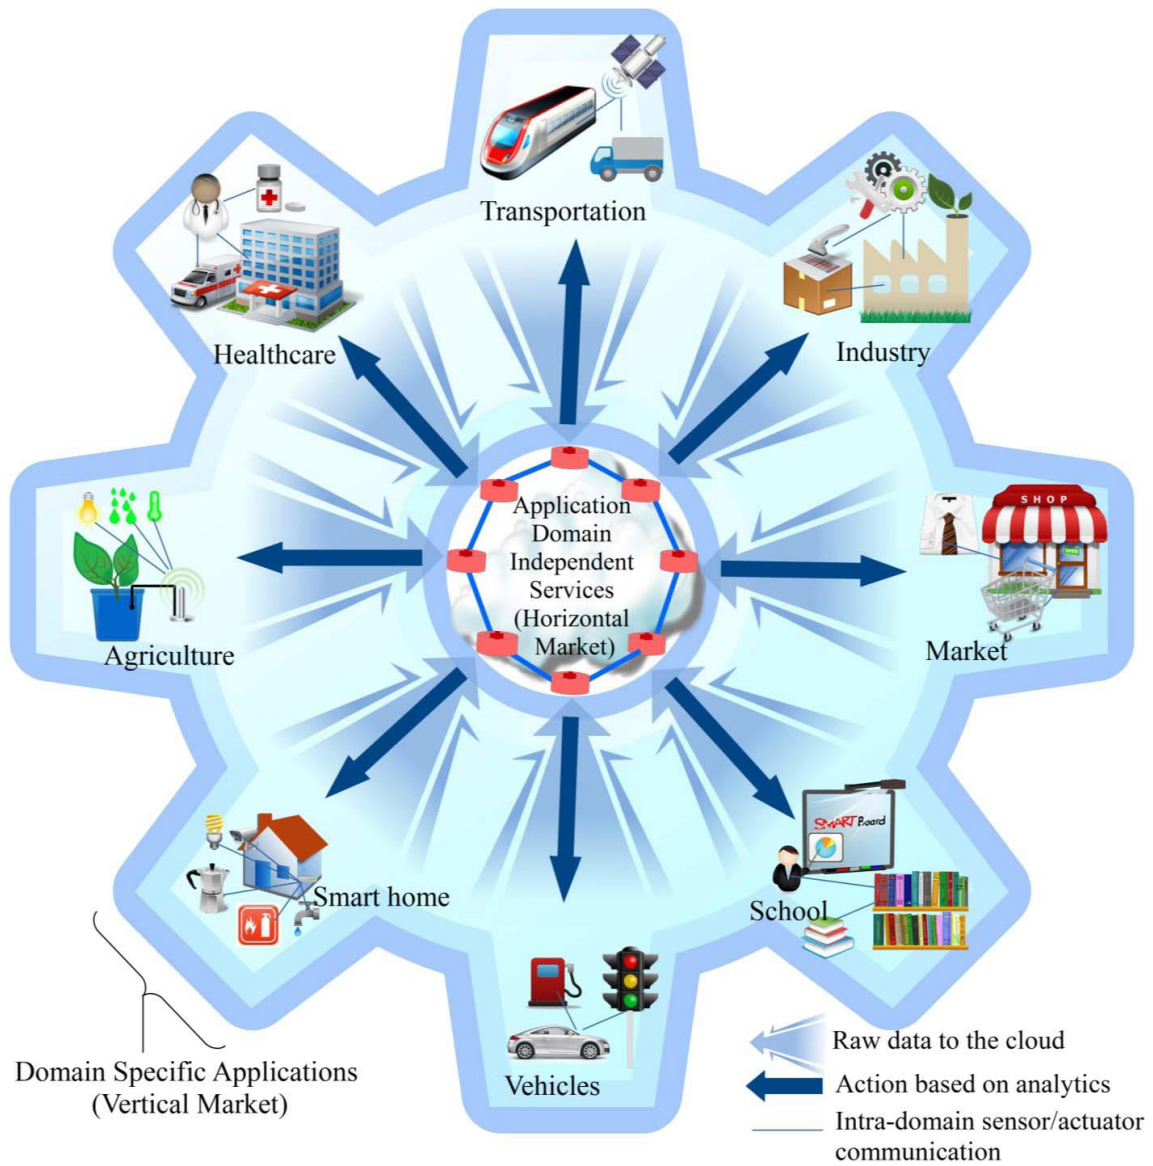 Transportation
Healthcare
Industry
SHOP
OPEN
Application
Domain
Independent
Services
(Horizontal
Market)
Agriculture
Market
SMART Board
Smart home
School
Vehicles
Domain Specific Applications
(Vertical Market)
Raw data to the cloud
Action based on analytics
Intra-domain sensor/actuator
communication